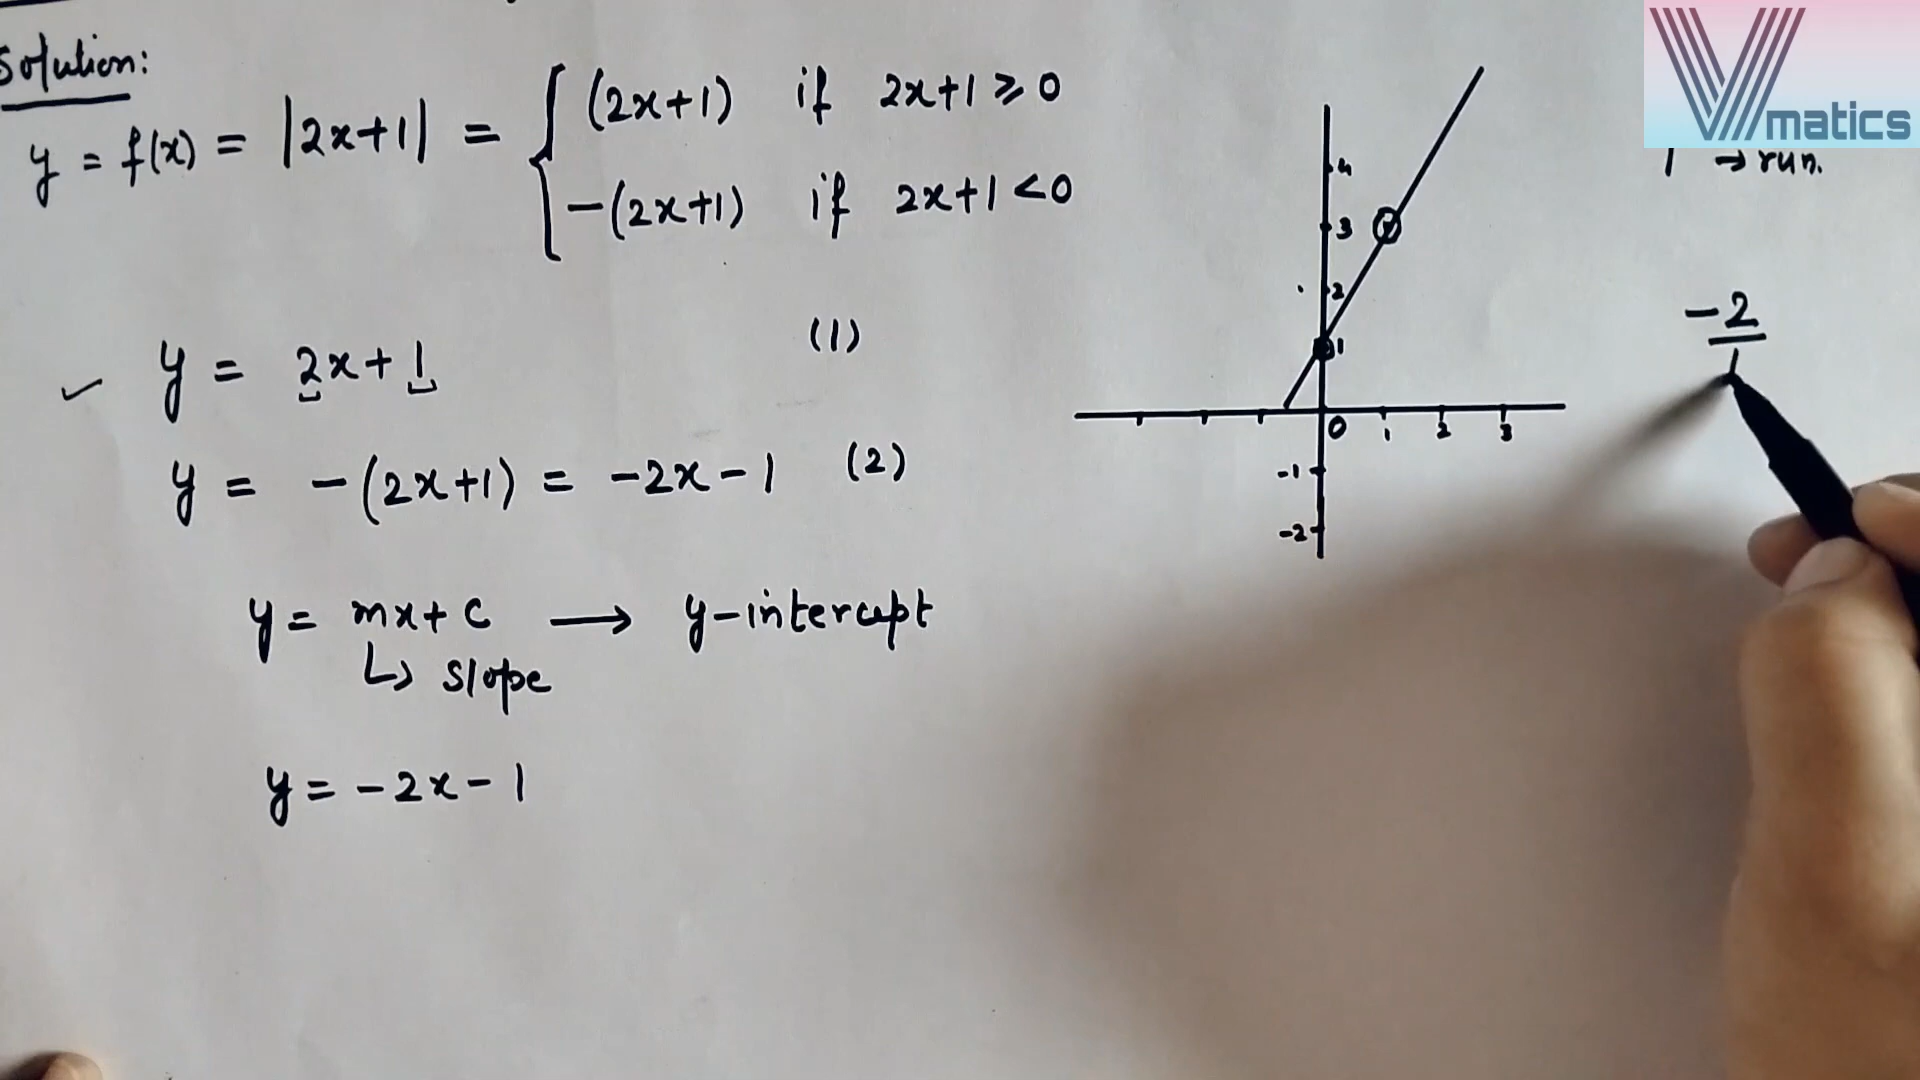 Solution:
y = f(x) = |2x+1| = { (2x+1) if 2x+1 ≥ 0
-(2x+1) if 2x+1 < 0
y = 2x+1 (1)
y = -(2x+1) = -2x-1 (2)
y = mx+c → y-intercept
↳ slope
y = -2x-1
4
3
2
1
0 1 2 3
-1
-2
Vmatics
1 → run.
-2
1